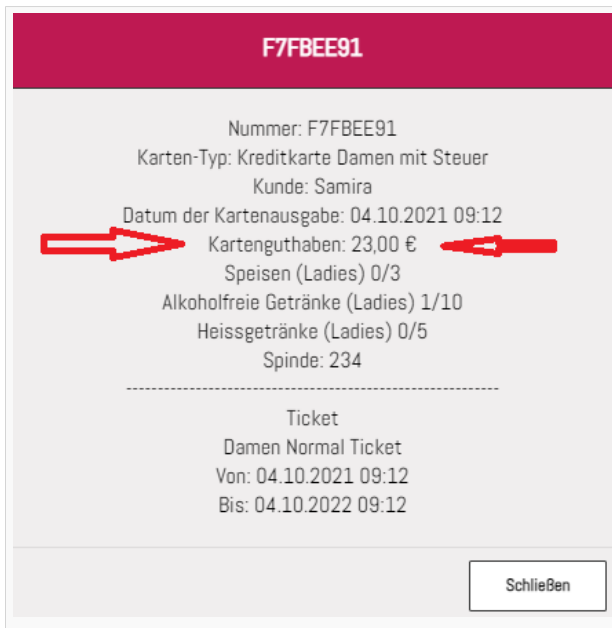 F7FBEE91
Nummer: F7FBEE91
Karten-Typ: Kreditkarte Damen mit Steuer
Kunde: Samira
Datum der Kartenausgabe: 04.10.2021 09:12
Kartenguthaben: 23,00 €
Speisen (Ladies) 0/3
Alkoholfreie Getränke (Ladies) 1/10
Heissgetränke (Ladies) 0/5
Spinde: 234
------------------------------------------------------------
Ticket
Damen Normal Ticket
Von: 04.10.2021 09:12
Bis: 04.10.2022 09:12
Schließen